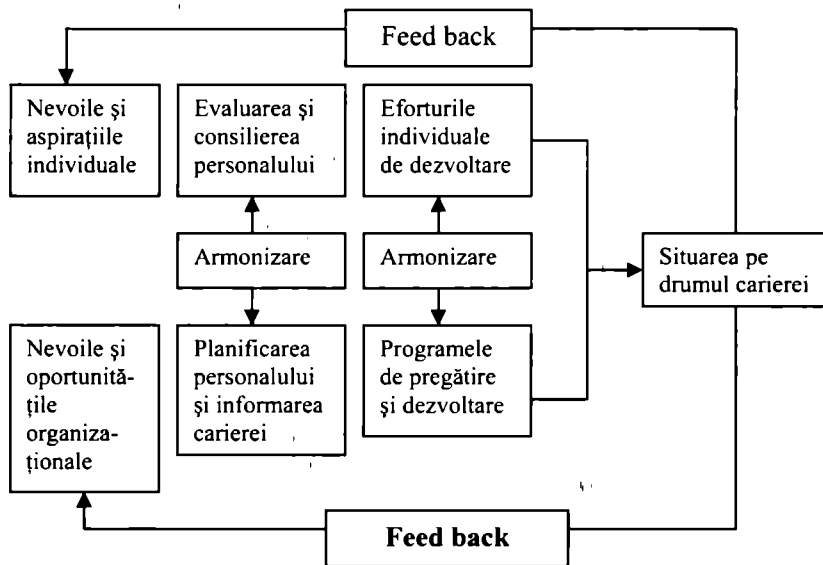 Feed back
Nevoile şi
aspiraţiile
individuale
Evaluarea şi
consilierea
personalului
Eforturile
individuale
de dezvoltare
Armonizare
Armonizare
Situarea pe
drumul carierei
Nevoile şi
oportunită-
ţile
organiza-
ţionale
Planificarea
personalului
şi informarea
carierei
Programele
de pregătire
şi dezvoltare
Feed back